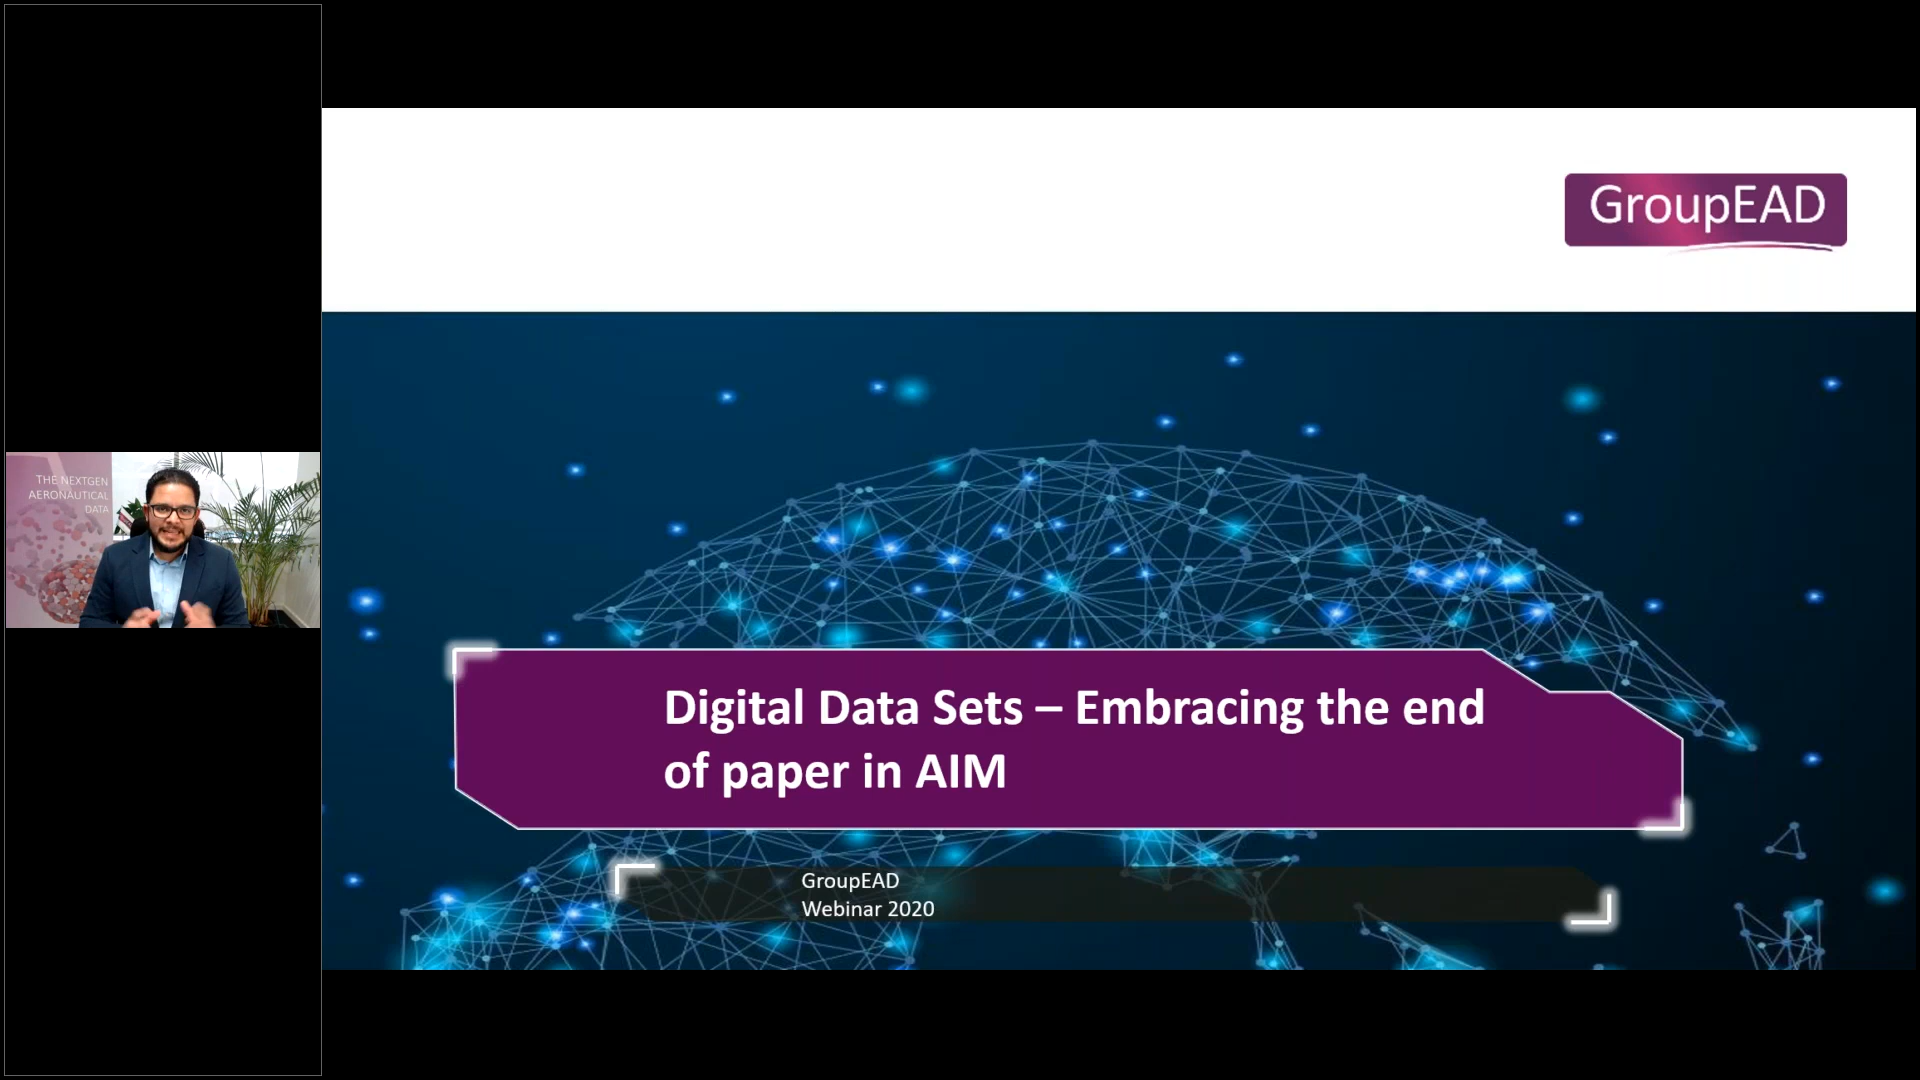 THE NEXTGEN
AERONAUTICAL
DATA
GroupEAD
Digital Data Sets – Embracing the end
of paper in AIM
GroupEAD
Webinar 2020